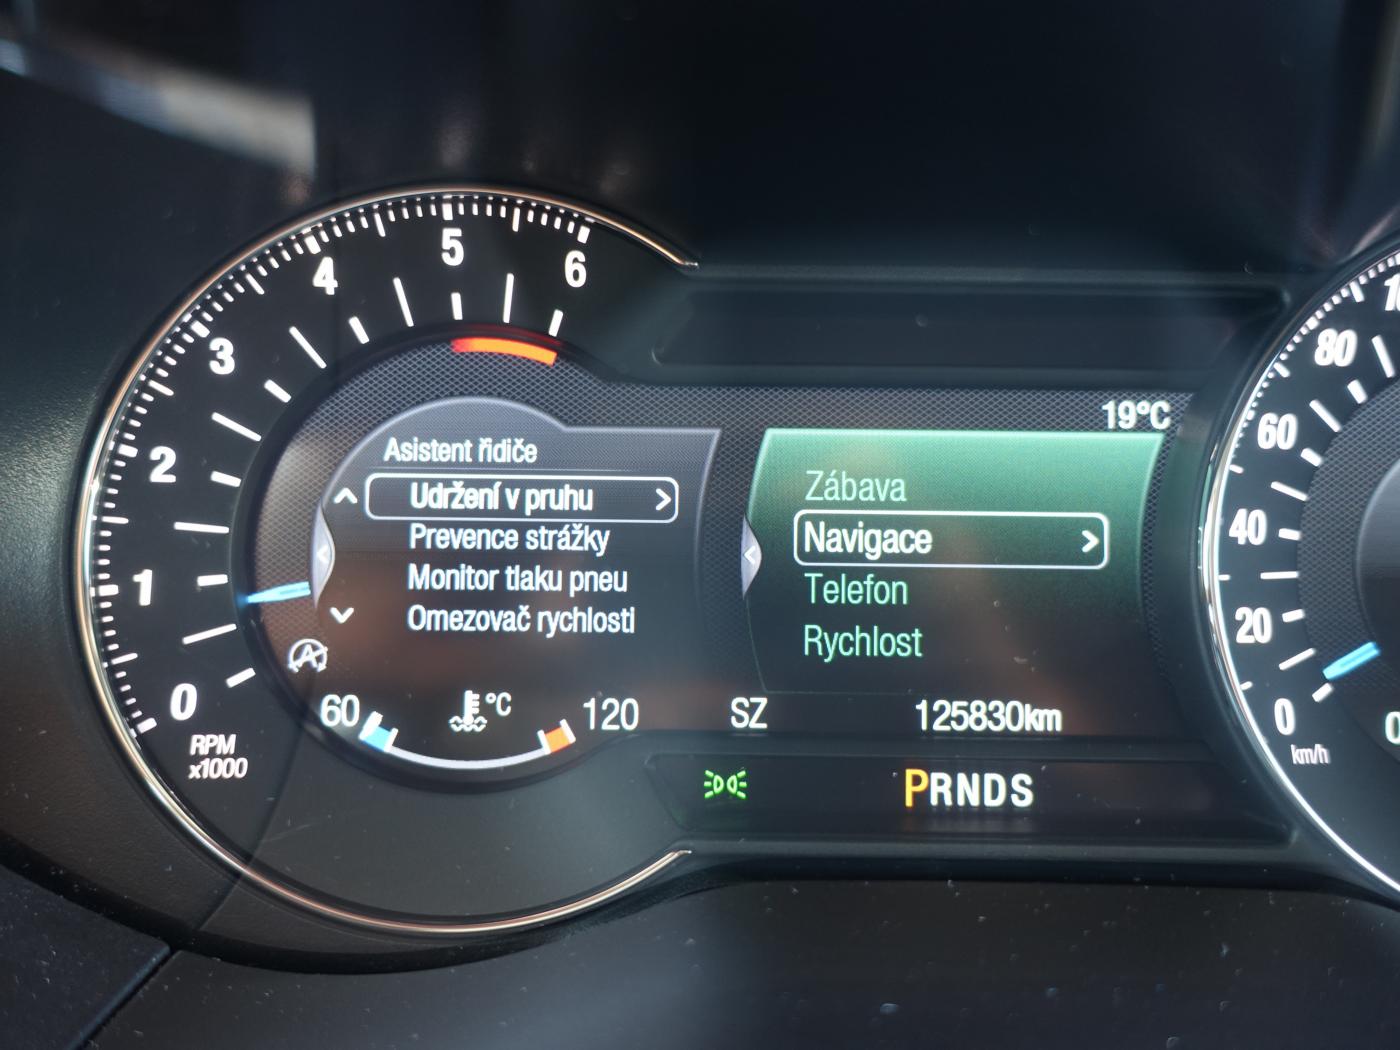 5
4
6
3
2
1
0
RPM
x1000
Asistent řidiče
Udržení v pruhu
Prevence strážky
Monitor tlaku pneu
Omezovač rychlosti
60
°C
120
19°C
Zábava
Navigace
Telefon
Rychlost
SZ
125830km
PRNDS
80
60
40
20
0
km/h